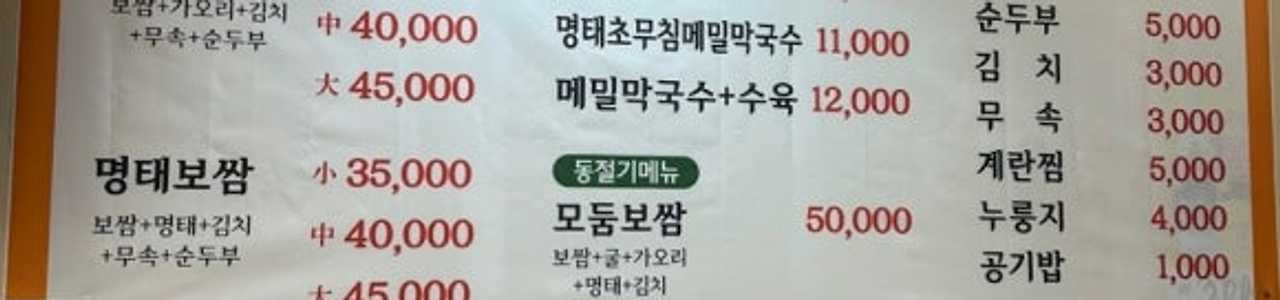 보쌈+가오리+김치
+무속+순두부
中 40,000
大 45,000
명태보쌈 小 35,000
보쌈+명태+김치
+무속+순두부
中 40,000
大 45,000
명태초무침메밀막국수 11,000
메밀막국수+수육 12,000
동절기메뉴
모둠보쌈 50,000
보쌈+굴+가오리
+명태+김치
순두부 5,000
김 치 3,000
무 속 3,000
계란찜 5,000
누룽지 4,000
공기밥 1,000